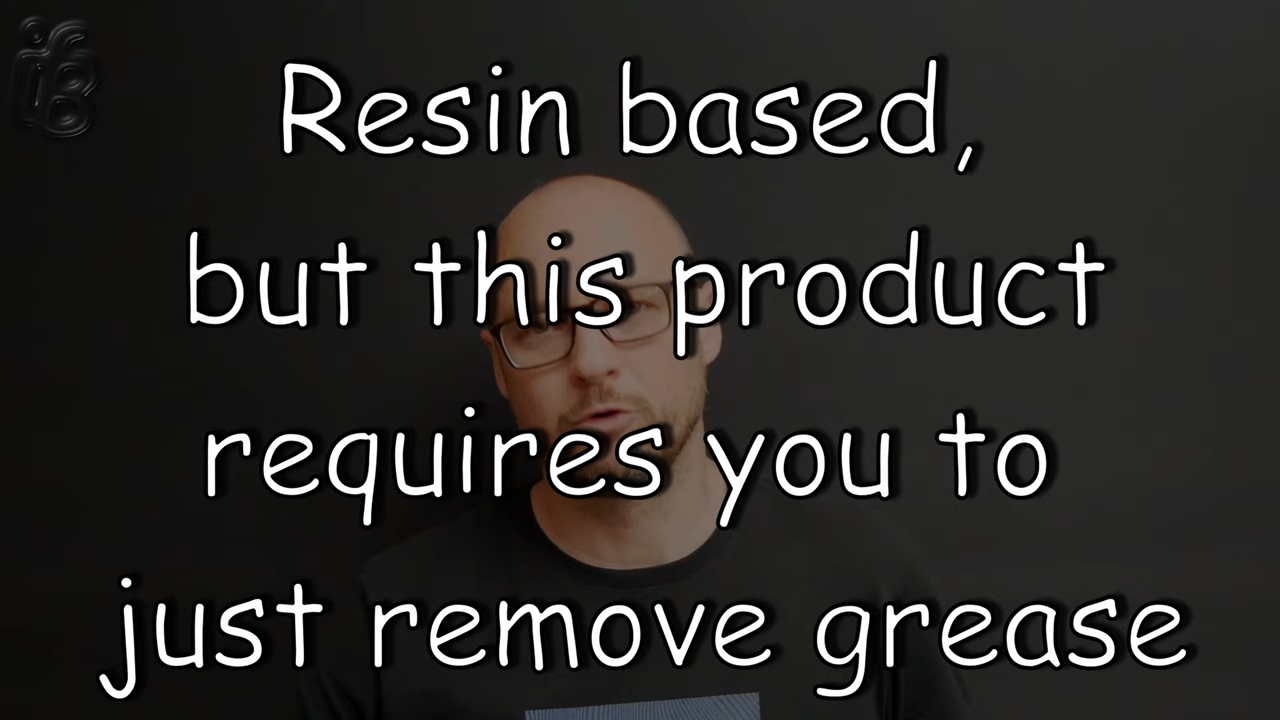 Resin based,
but this product
requires you to
just remove grease